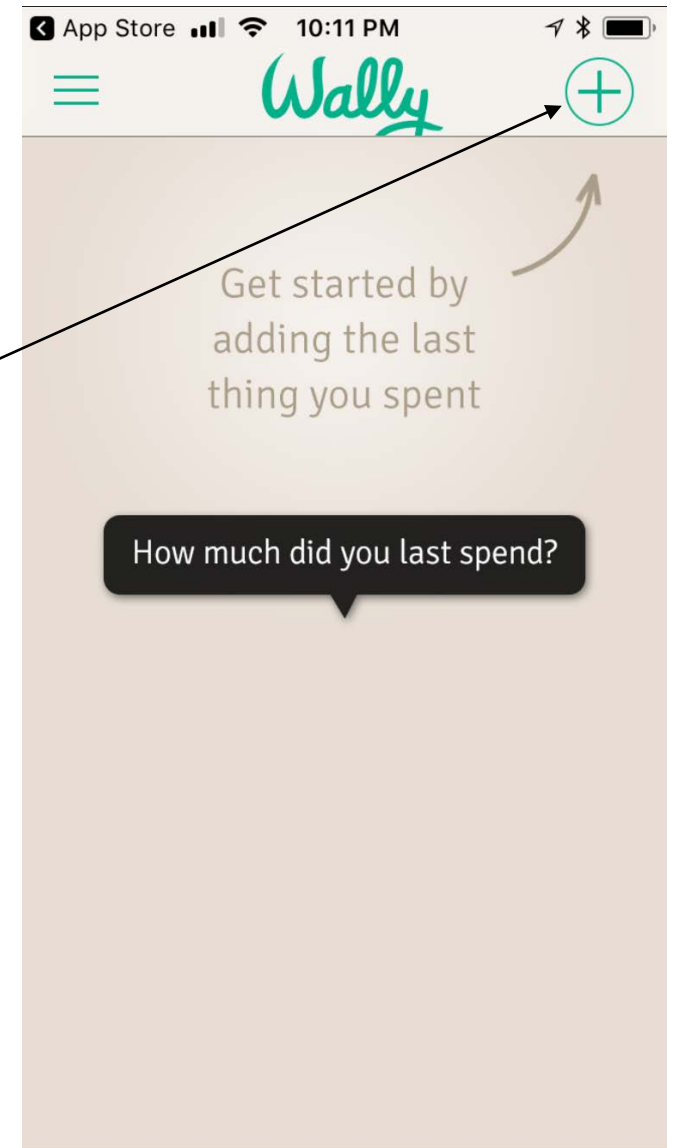 App Store 10:11 PM
Wally
Get started by
adding the last
thing you spent
How much did you last spend?